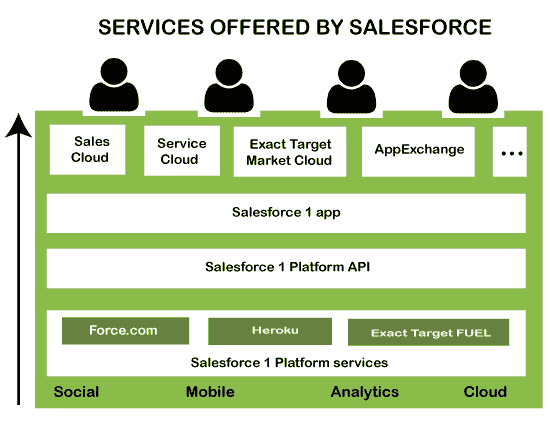 SERVICES OFFERED BY SALESFORCE
Sales
Cloud
Service
Cloud
Exact Target
Market Cloud
AppExchange
...
Salesforce 1 app
Salesforce 1 Platform API
Force.com
Heroku
Exact Target FUEL
Salesforce 1 Platform services
Social
Mobile
Analytics
Cloud